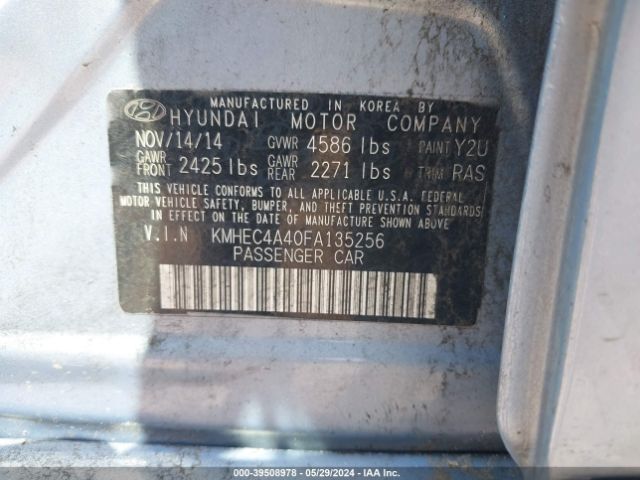 MANUFACTURED IN KOREA BY
HYUNDAI MOTOR COMPANY
NOV/14/14 GVWR 4586 lbs PAINT Y2U
GAWR FRONT 2425 lbs GAWR REAR 2271 lbs TRIM RAS
THIS VEHICLE CONFORMS TO ALL APPLICABLE U.S.A. FEDERAL
MOTOR VEHICLE SAFETY, BUMPER, AND THEFT PREVENTION STANDARDS
IN EFFECT ON THE DATE OF MANUFACTURE SHOWN ABOVE.
V.I.N KMHEC4A40FA135256
PASSENGER CAR
000-39508978 - 05/29/2024 - IAA Inc.